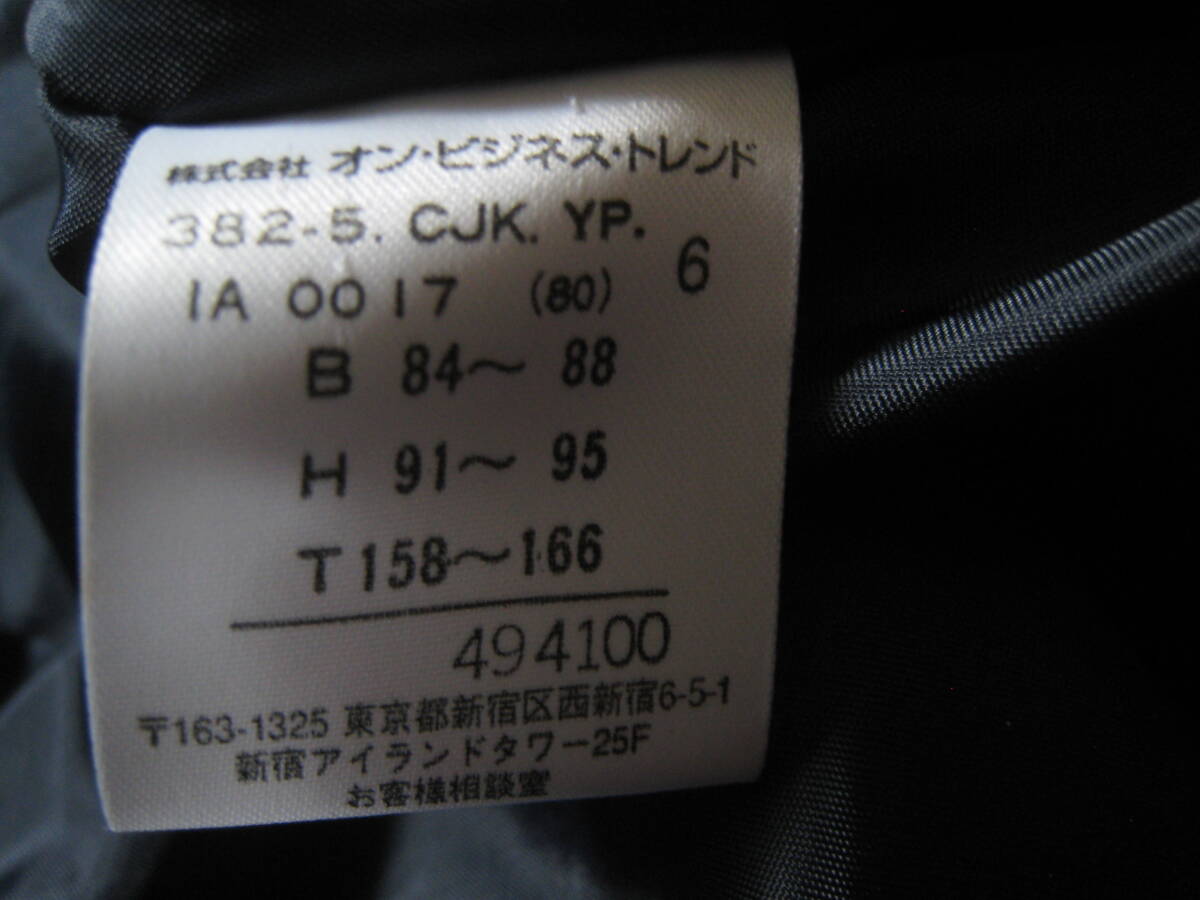 株式会社 オン・ビジネス・トレンド
382-5. CJK. YP.
IA 0017 (80) 6
B 84～ 88
H 91～ 95
T158～166
494100
〒163-1325 東京都新宿区西新宿6-5-1
新宿アイランドタワー25F
お客様相談室